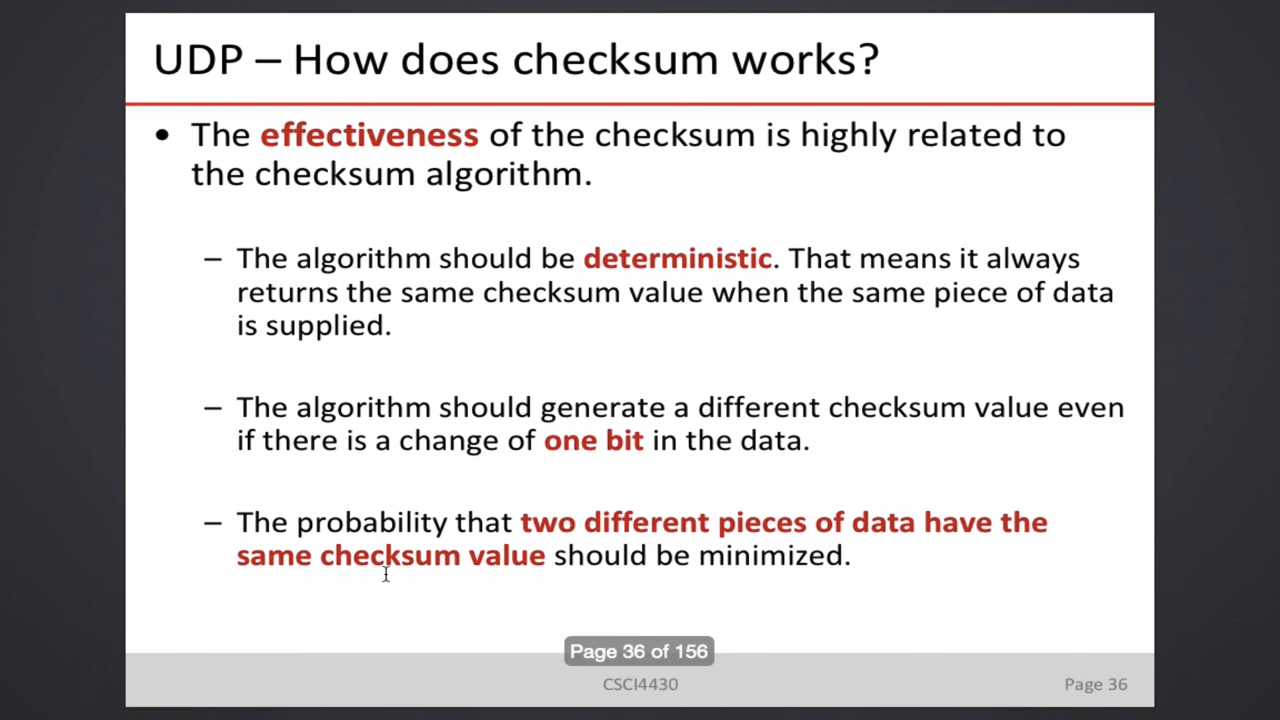 UDP – How does checksum works?
• The effectiveness of the checksum is highly related to
the checksum algorithm.
– The algorithm should be deterministic. That means it always
returns the same checksum value when the same piece of data
is supplied.
– The algorithm should generate a different checksum value even
if there is a change of one bit in the data.
– The probability that two different pieces of data have the
same checksum value should be minimized.
Page 36 of 156
CSCI4430
Page 36